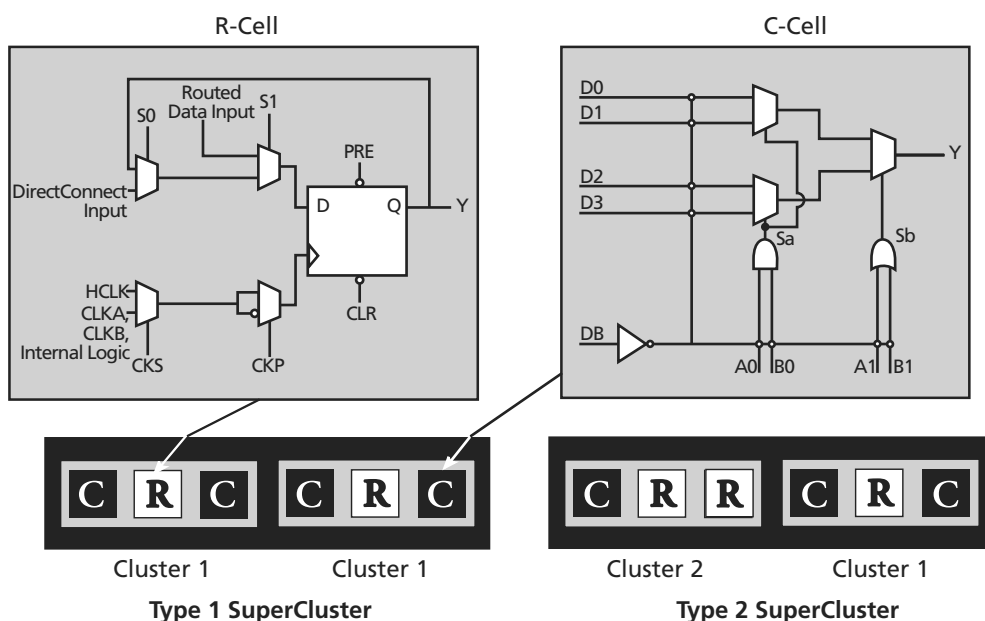 R-Cell
C-Cell
Routed
Data Input
S0
S1
PRE
DirectConnect
Input
D
Q
Y
HCLK
CLKA,
CLKB,
Internal Logic
CKS
CKP
CLR
D0
D1
D2
D3
Sa
Sb
Y
DB
A0
B0
A1
B1
C R C
C R C
C R R
C R C
Cluster 1
Cluster 1
Cluster 2
Cluster 1
Type 1 SuperCluster
Type 2 SuperCluster